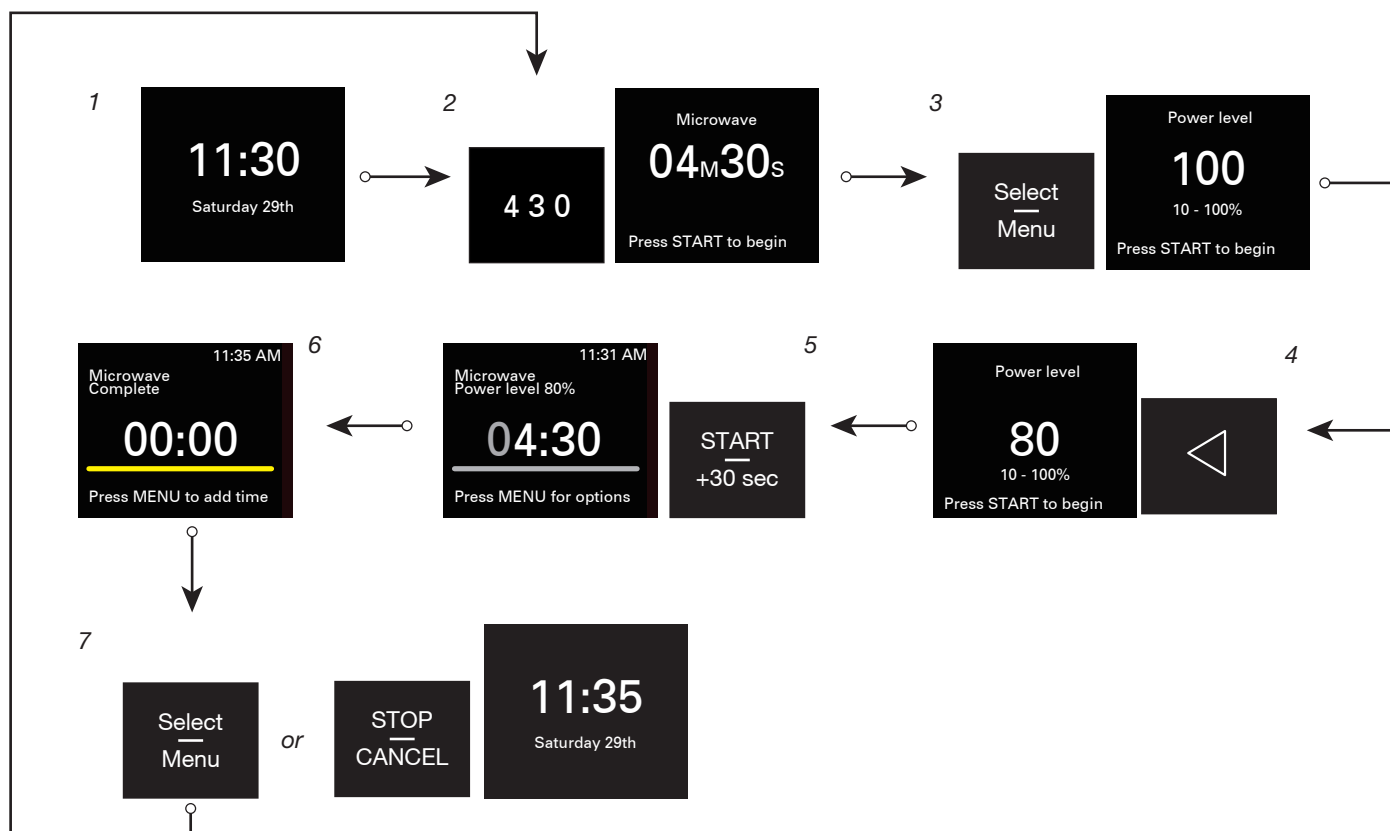 1
11:30
Saturday 29th
2
4 3 0
Microwave
04M30S
Press START to begin
3
Select
Menu
Power level
100
10 - 100%
Press START to begin
4
Power level
80
10 - 100%
Press START to begin
5
11:31 AM
Microwave
Power level 80%
04:30
Press MENU for options
START
+30 sec
6
11:35 AM
Microwave
Complete
00:00
Press MENU to add time
7
Select
Menu
or
STOP
CANCEL
11:35
Saturday 29th